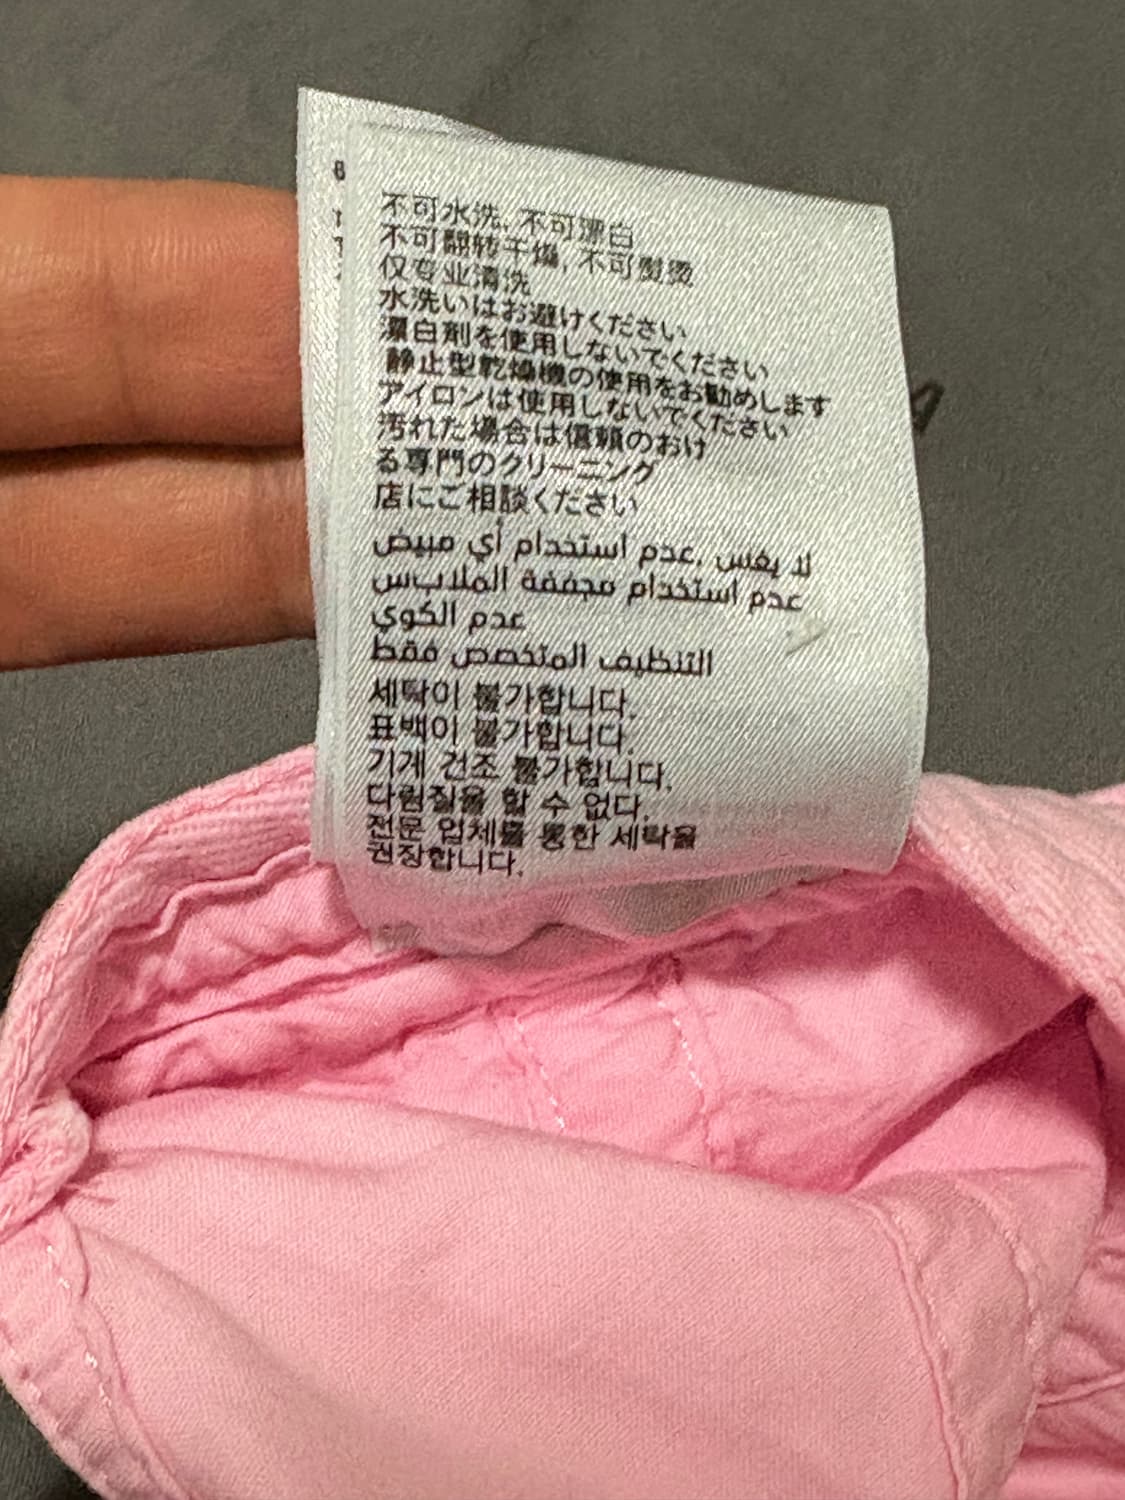 不可水洗, 不可漂白
不可翻转干燥, 不可熨烫
仅专业清洗
水洗いはお避けください
漂白剤を使用しないでください
静止型乾燥機の使用をお勧めします
アイロンは使用しないでください
汚れた場合は信頼のおけ
る専門のクリーニング
店にご相談ください
لا يغس ,عدم استخدام أي مبيض
عدم استخدام مجففة الملابس
عدم الكوي
التنظيف المتخصص فقط
세탁이 불가합니다.
표백이 불가합니다.
기계 건조 불가합니다.
다림질을 할 수 없다.
전문 업체를 통한 세탁을
권장합니다.